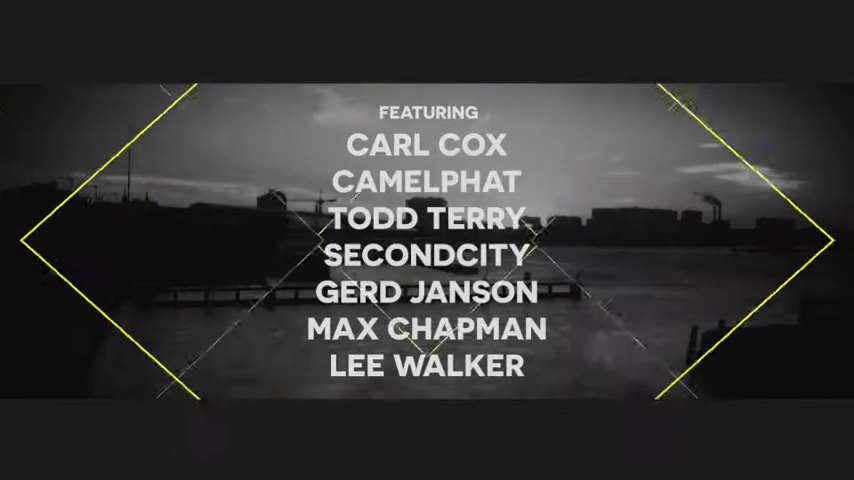 FEATURING
CARL COX
CAMELPHAT
TODD TERRY
SECONDCITY
GERD JANSON
MAX CHAPMAN
LEE WALKER